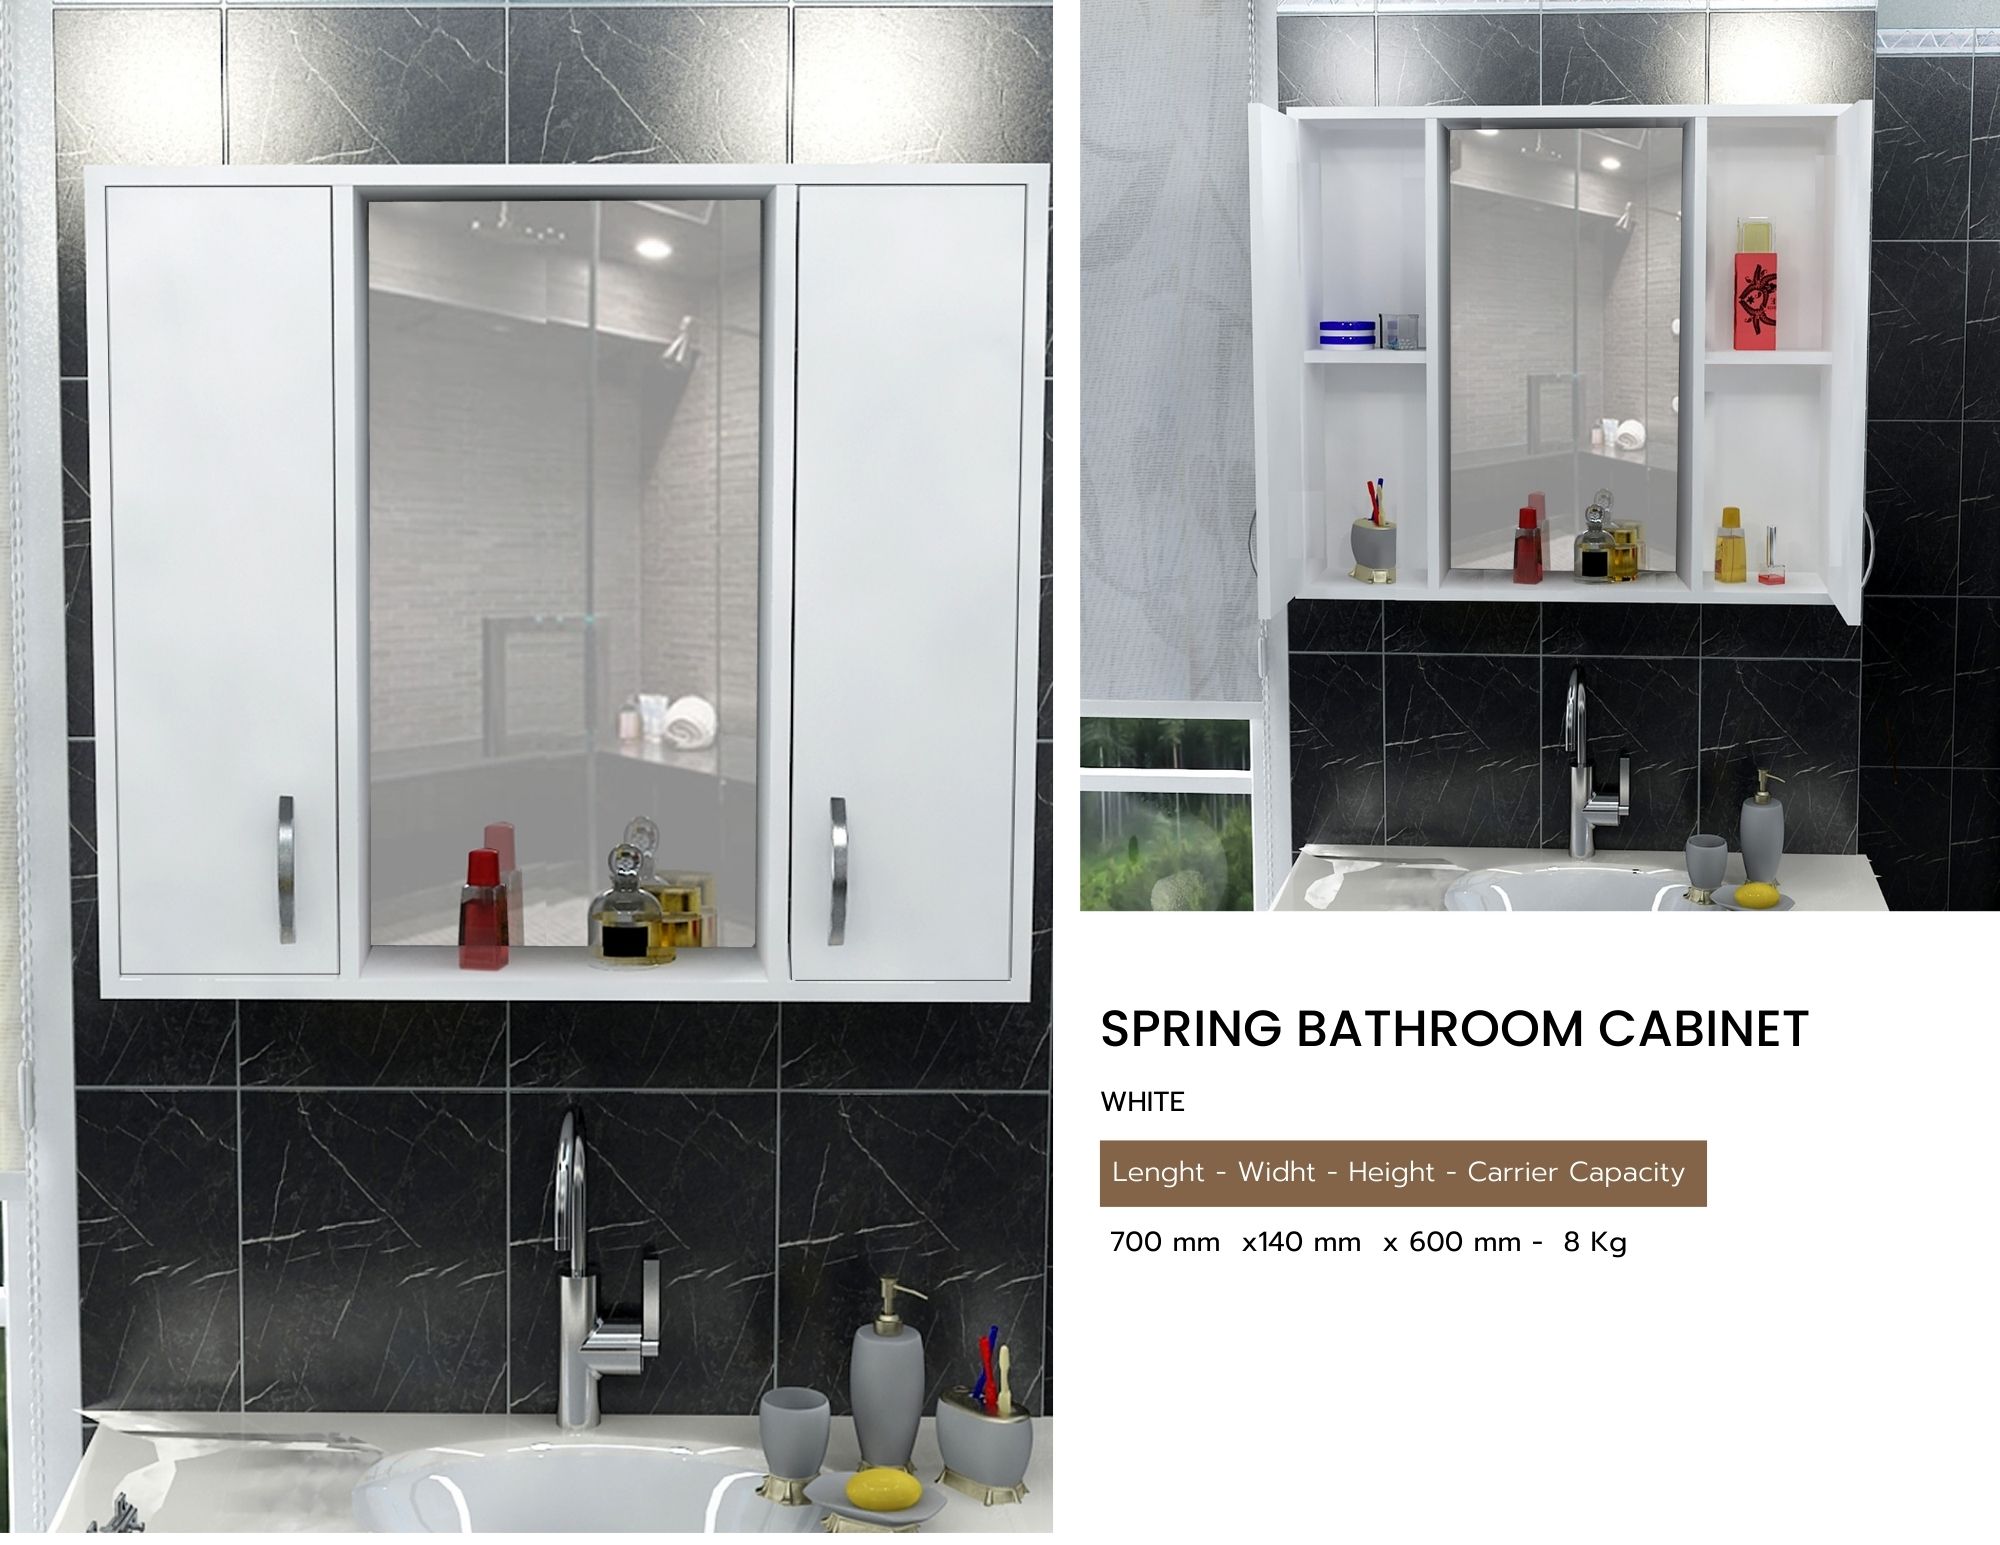 SPRING BATHROOM CABINET
WHITE
Lenght - Widht - Height - Carrier Capacity
700 mm x140 mm x 600 mm - 8 Kg